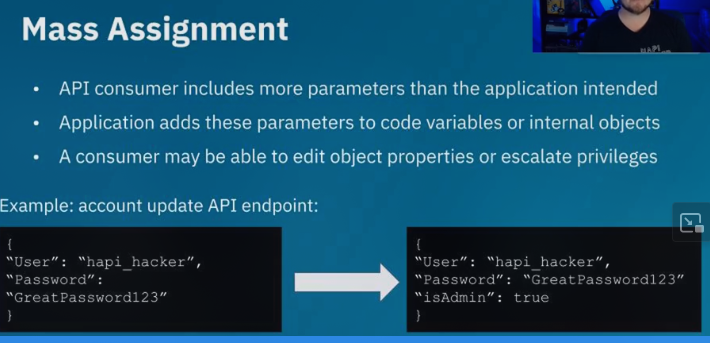 Mass Assignment
• API consumer includes more parameters than the application intended
• Application adds these parameters to code variables or internal objects
• A consumer may be able to edit object properties or escalate privileges
Example: account update API endpoint:
{
“User”: “hapi_hacker”,
“Password”:
“GreatPassword123”
}
{
“User”: “hapi_hacker”,
“Password”: “GreatPassword123”
“isAdmin”: true
}